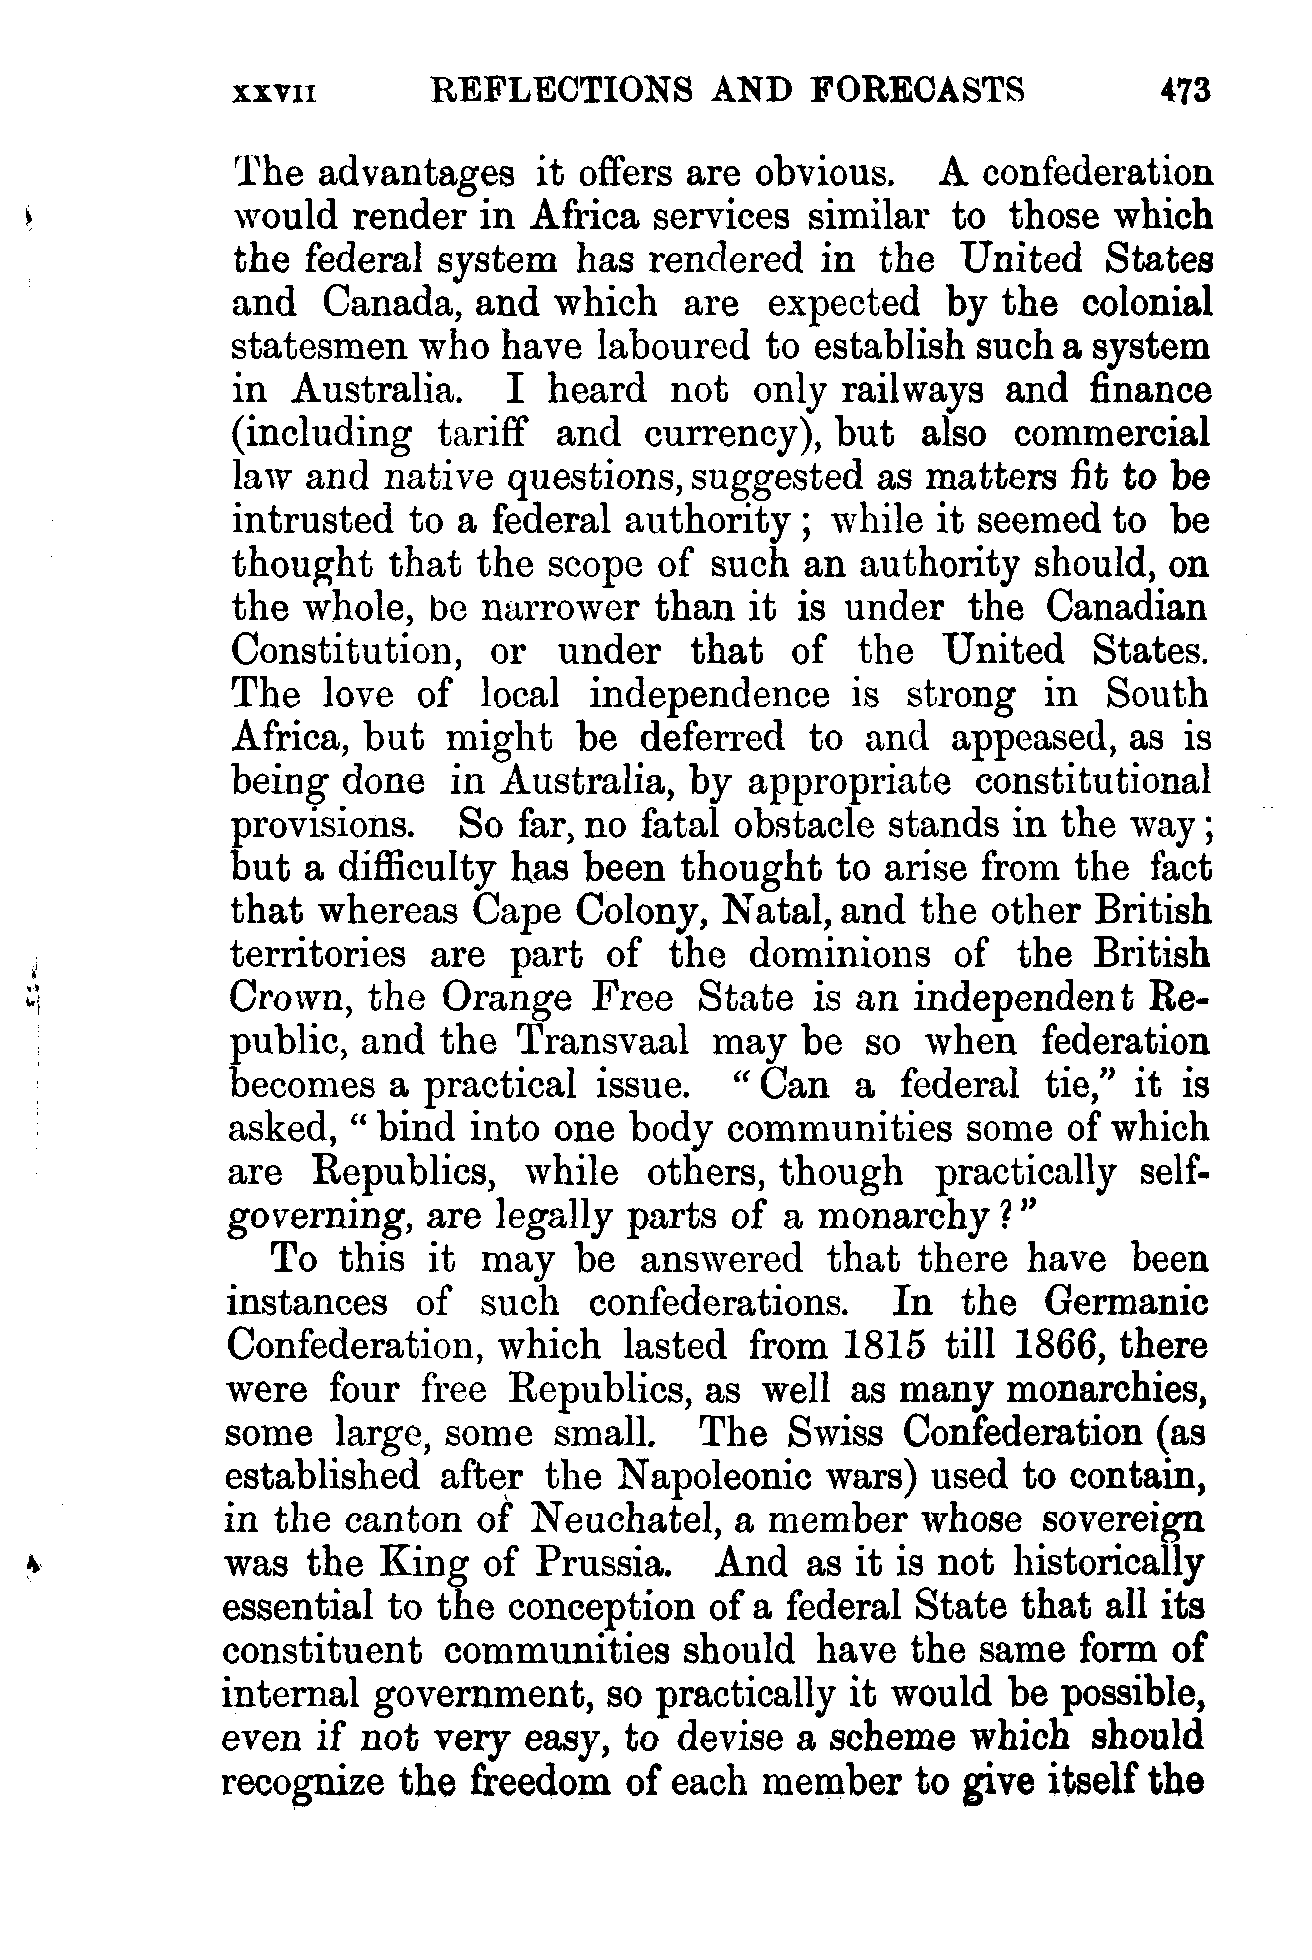 xxvii REFLECTIONS AND FORECASTS 473
The advantages it offers are obvious. A confederation
would render in Africa services similar to those which
the federal system has rendered in the United States
and Canada, and which are expected by the colonial
statesmen who have laboured to establish such a system
in Australia. I heard not only railways and finance
(including tariff and currency), but also commercial
law and native questions, suggested as matters fit to be
intrusted to a federal authority; while it seemed to be
thought that the scope of such an authority should, on
the whole, be narrower than it is under the Canadian
Constitution, or under that of the United States.
The love of local independence is strong in South
Africa, but might be deferred to and appeased, as is
being done in Australia, by appropriate constitutional
provisions. So far, no fatal obstacle stands in the way;
but a difficulty has been thought to arise from the fact
that whereas Cape Colony, Natal, and the other British
territories are part of the dominions of the British
Crown, the Orange Free State is an independent Re-
public, and the Transvaal may be so when federation
becomes a practical issue. “Can a federal tie,” it is
asked, “bind into one body communities some of which
are Republics, while others, though practically self-
governing, are legally parts of a monarchy?”
To this it may be answered that there have been
instances of such confederations. In the Germanic
Confederation, which lasted from 1815 till 1866, there
were four free Republics, as well as many monarchies,
some large, some small. The Swiss Confederation (as
established after the Napoleonic wars) used to contain,
in the canton of Neuchatel, a member whose sovereign
was the King of Prussia. And as it is not historically
essential to the conception of a federal State that all its
constituent communities should have the same form of
internal government, so practically it would be possible,
even if not very easy, to devise a scheme which should
recognize the freedom of each member to give itself the